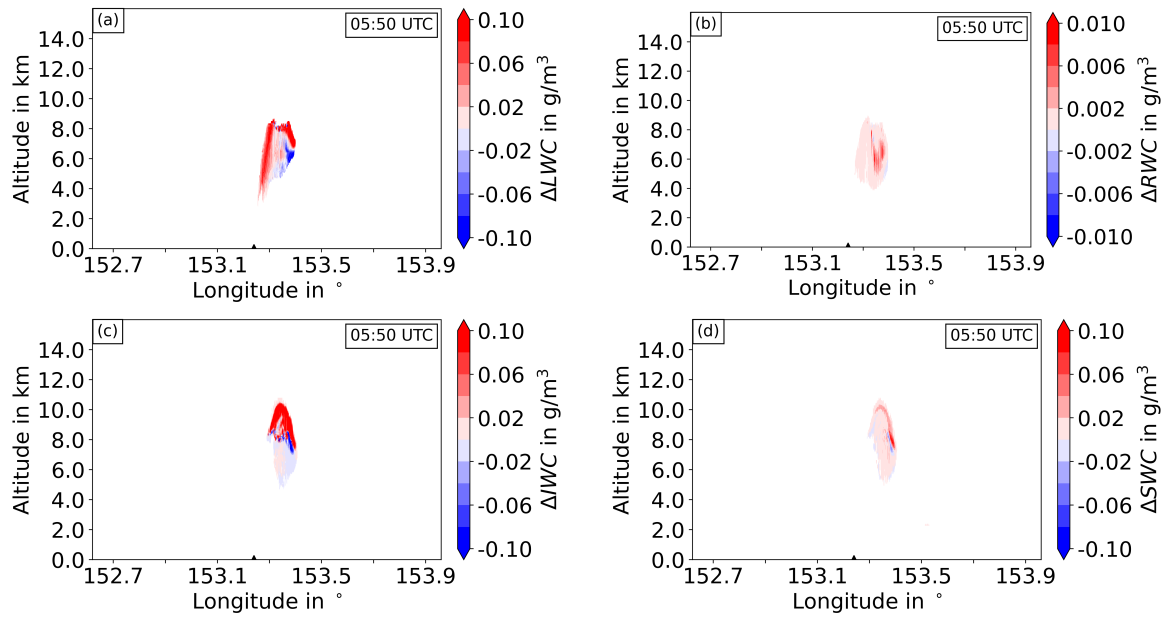 (a)
05:50 UTC
14.0
12.0
10.0
8.0
6.0
4.0
2.0
0.0
Altitude in km
152.7 153.1 153.5 153.9
Longitude in °
0.10
0.06
0.02
-0.02
-0.06
-0.10
ΔLWC in g/m³
(b)
05:50 UTC
14.0
12.0
10.0
8.0
6.0
4.0
2.0
0.0
Altitude in km
152.7 153.1 153.5 153.9
Longitude in °
0.010
0.006
0.002
-0.002
-0.006
-0.010
ΔRWC in g/m³
(c)
05:50 UTC
14.0
12.0
10.0
8.0
6.0
4.0
2.0
0.0
Altitude in km
152.7 153.1 153.5 153.9
Longitude in °
0.10
0.06
0.02
-0.02
-0.06
-0.10
ΔIWC in g/m³
(d)
05:50 UTC
14.0
12.0
10.0
8.0
6.0
4.0
2.0
0.0
Altitude in km
152.7 153.1 153.5 153.9
Longitude in °
0.10
0.06
0.02
-0.02
-0.06
-0.10
ΔSWC in g/m³